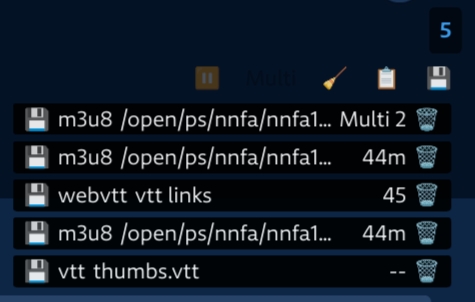 5
Multi
m3u8 /open/ps/nnfa/nnfa1... Multi 2
m3u8 /open/ps/nnfa/nnfa1... 44m
webvtt vtt links 45
m3u8 /open/ps/nnfa/nnfa1... 44m
vtt thumbs.vtt --